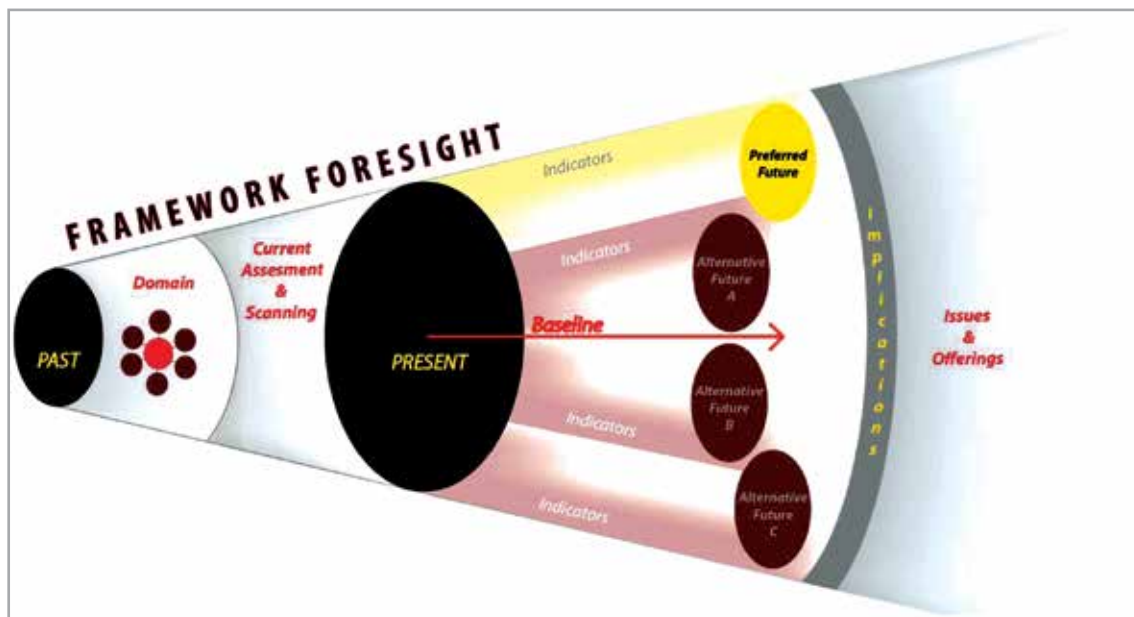 FRAMEWORK FORESIGHT
PAST
Domain
Current
Assesment
&
Scanning
PRESENT
Indicators
Preferred
Future
Indicators
Alternative
Future
A
Baseline
Alternative
Future
B
Indicators
Alternative
Future
C
Indicators
Implications
Issues
&
Offerings